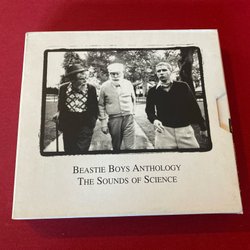 Beastie Boys Anthology
The Sounds of Science